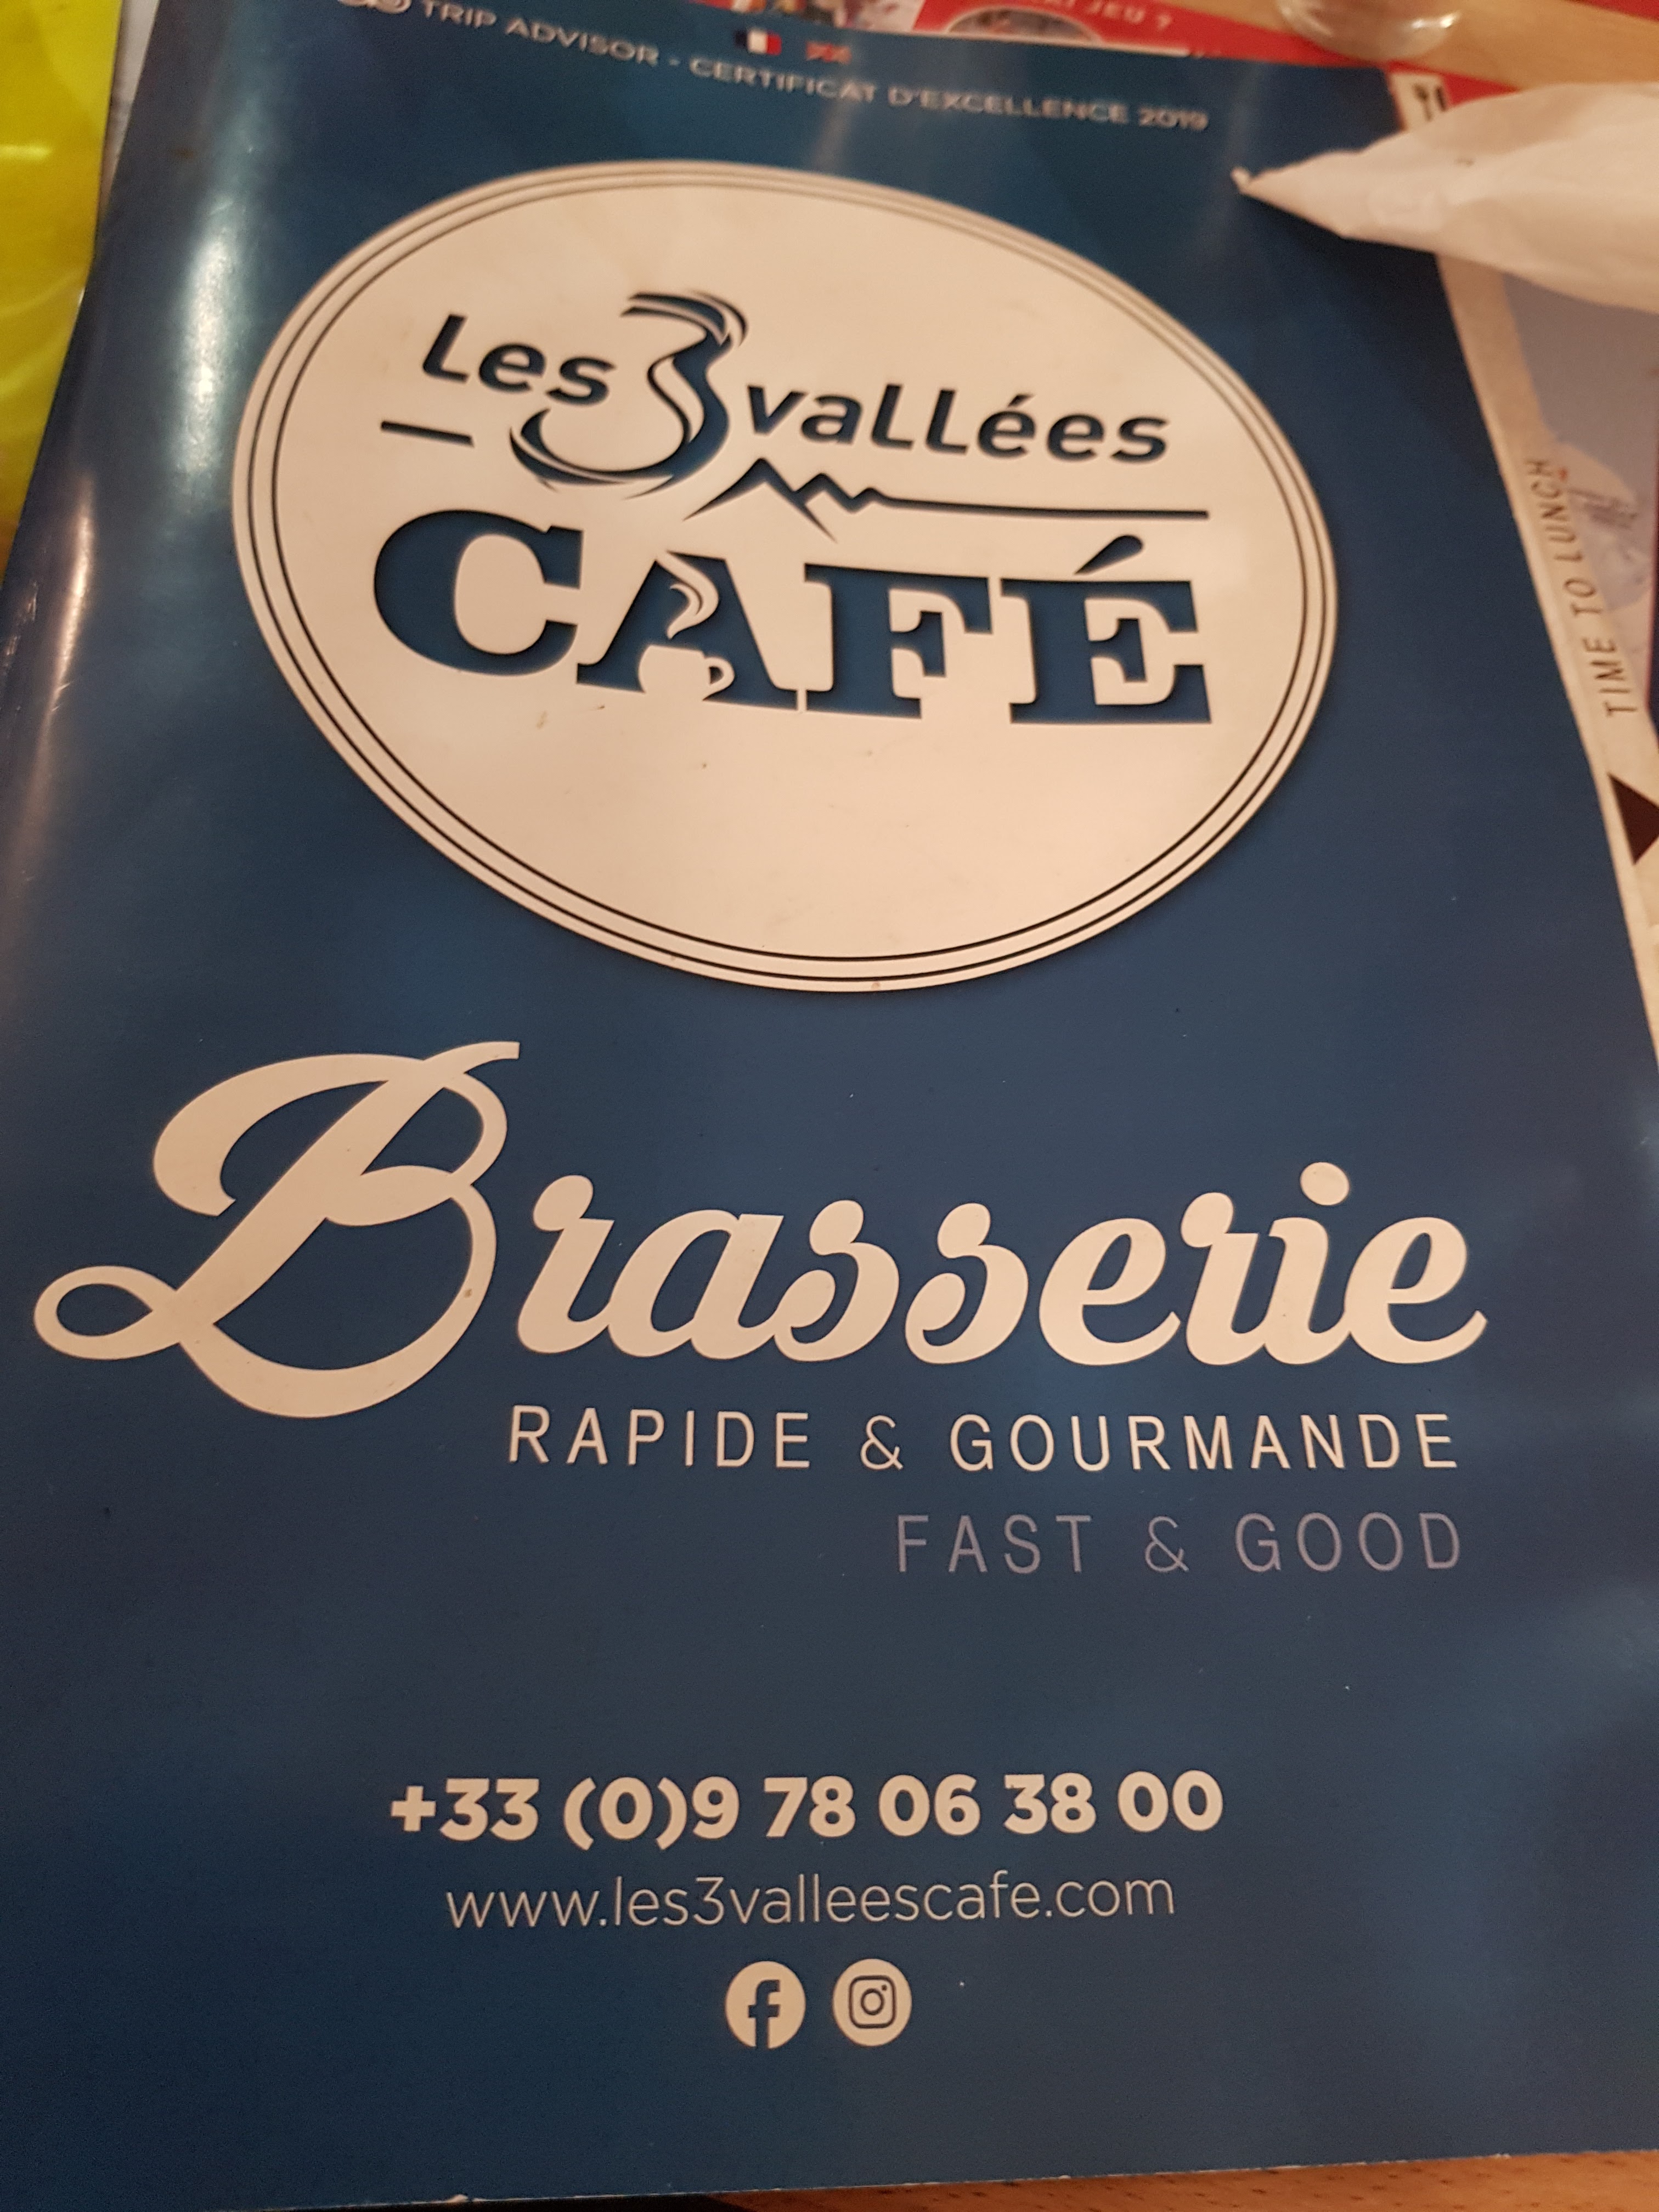 JEU ?
TRIP ADVISOR - CERTIFICAT D'EXCELLENCE 2019
Les 3 vallées
CAFÉ
TIME TO LUNCH
Brasserie
RAPIDE & GOURMANDE
FAST & GOOD
+33 (0)9 78 06 38 00
www.les3valleescafe.com